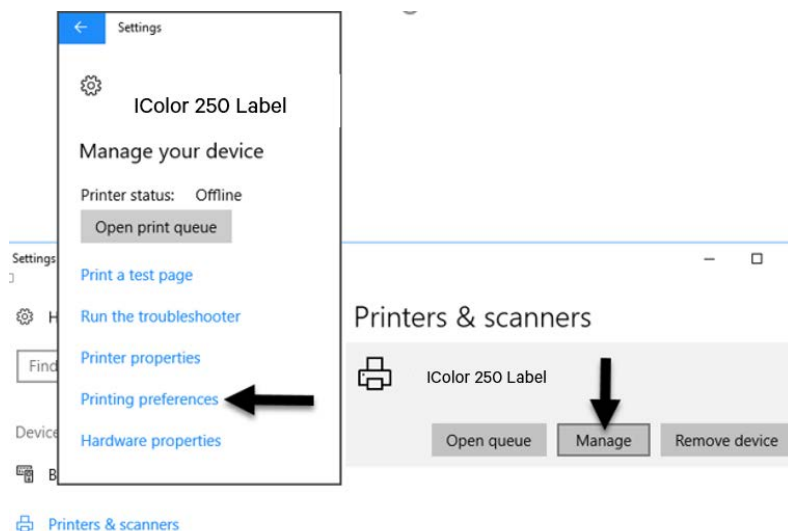 Settings
IColor 250 Label
Manage your device
Printer status: Offline
Open print queue
Print a test page
Run the troubleshooter
Printer properties
Printing preferences
Hardware properties
Settings
H
Find
Device
B
Printers & scanners
Printers & scanners
IColor 250 Label
Open queue Manage Remove device